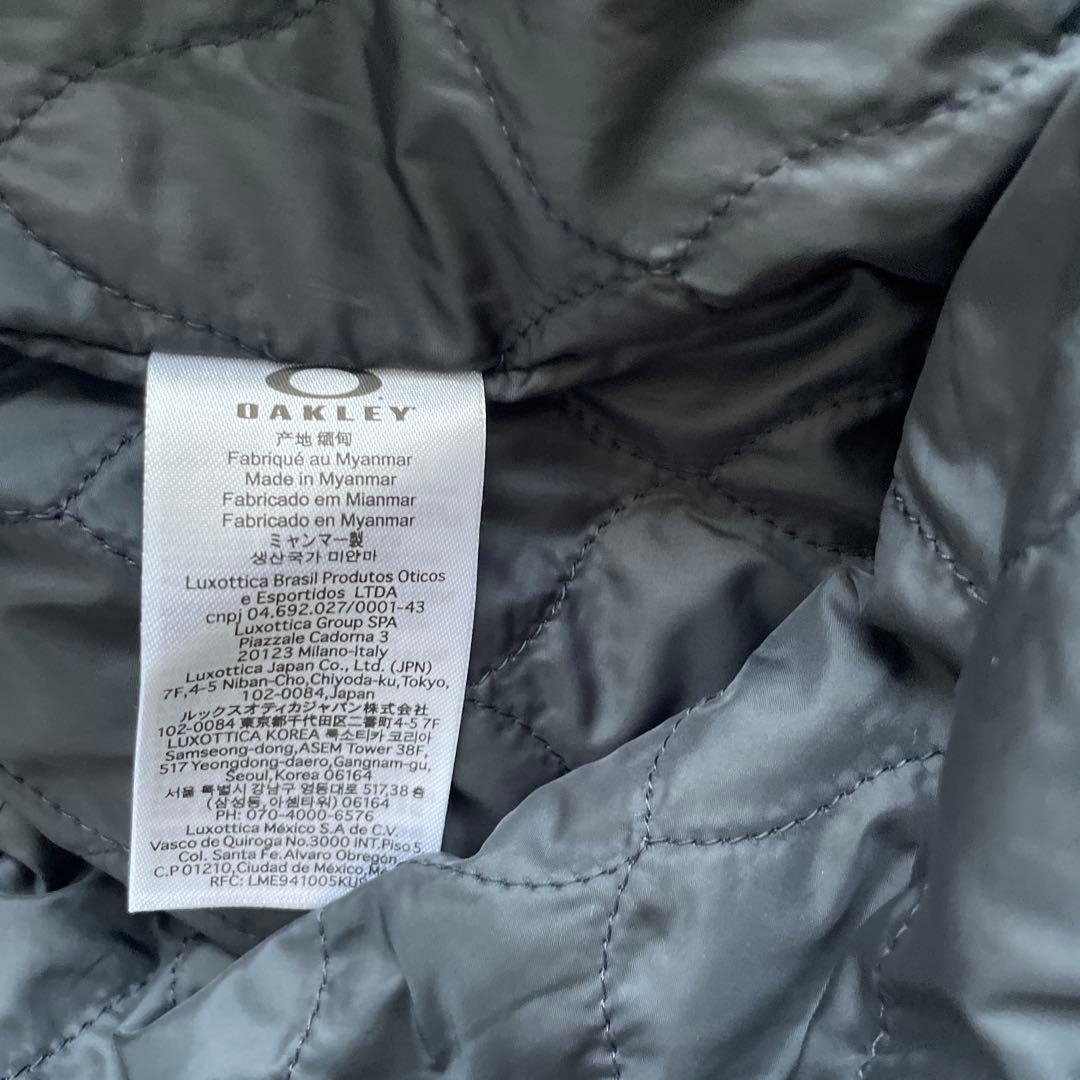 OAKLEY
产地 缅甸
Fabriqué au Myanmar
Made in Myanmar
Fabricado em Mianmar
Fabricado en Myanmar
ミャンマー製
생산국가 미얀마
Luxottica Brasil Produtos Oticos
e Esportidos LTDA
cnpj 04.692.027/0001-43
Luxottica Group SPA
Piazzale Cadorna 3
20123 Milano-Italy
Luxottica Japan Co., Ltd. (JPN)
7F,4-5 Niban-Cho,Chiyoda-ku,Tokyo,
102-0084,Japan
ルックスオティカジャパン株式会社
102-0084 東京都千代田区二番町4-5 7F
LUXOTTICA KOREA 룩소티카 코리아
Samseong-dong,ASEM Tower 38F,
517 Yeongdong-daero,Gangnam-gu,
Seoul,Korea 06164
서울 특별시 강남구 영동대로 517,38 층
(삼성동,아셈타워) 06164
PH: 070-4000-6576
Luxottica México S.A de C.V.
Vasco de Quiroga No.3000 INT.Piso 5
Col. Santa Fe.Alvaro Obregón
C.P 01210,Ciudad de México,
RFC: LME941005KU